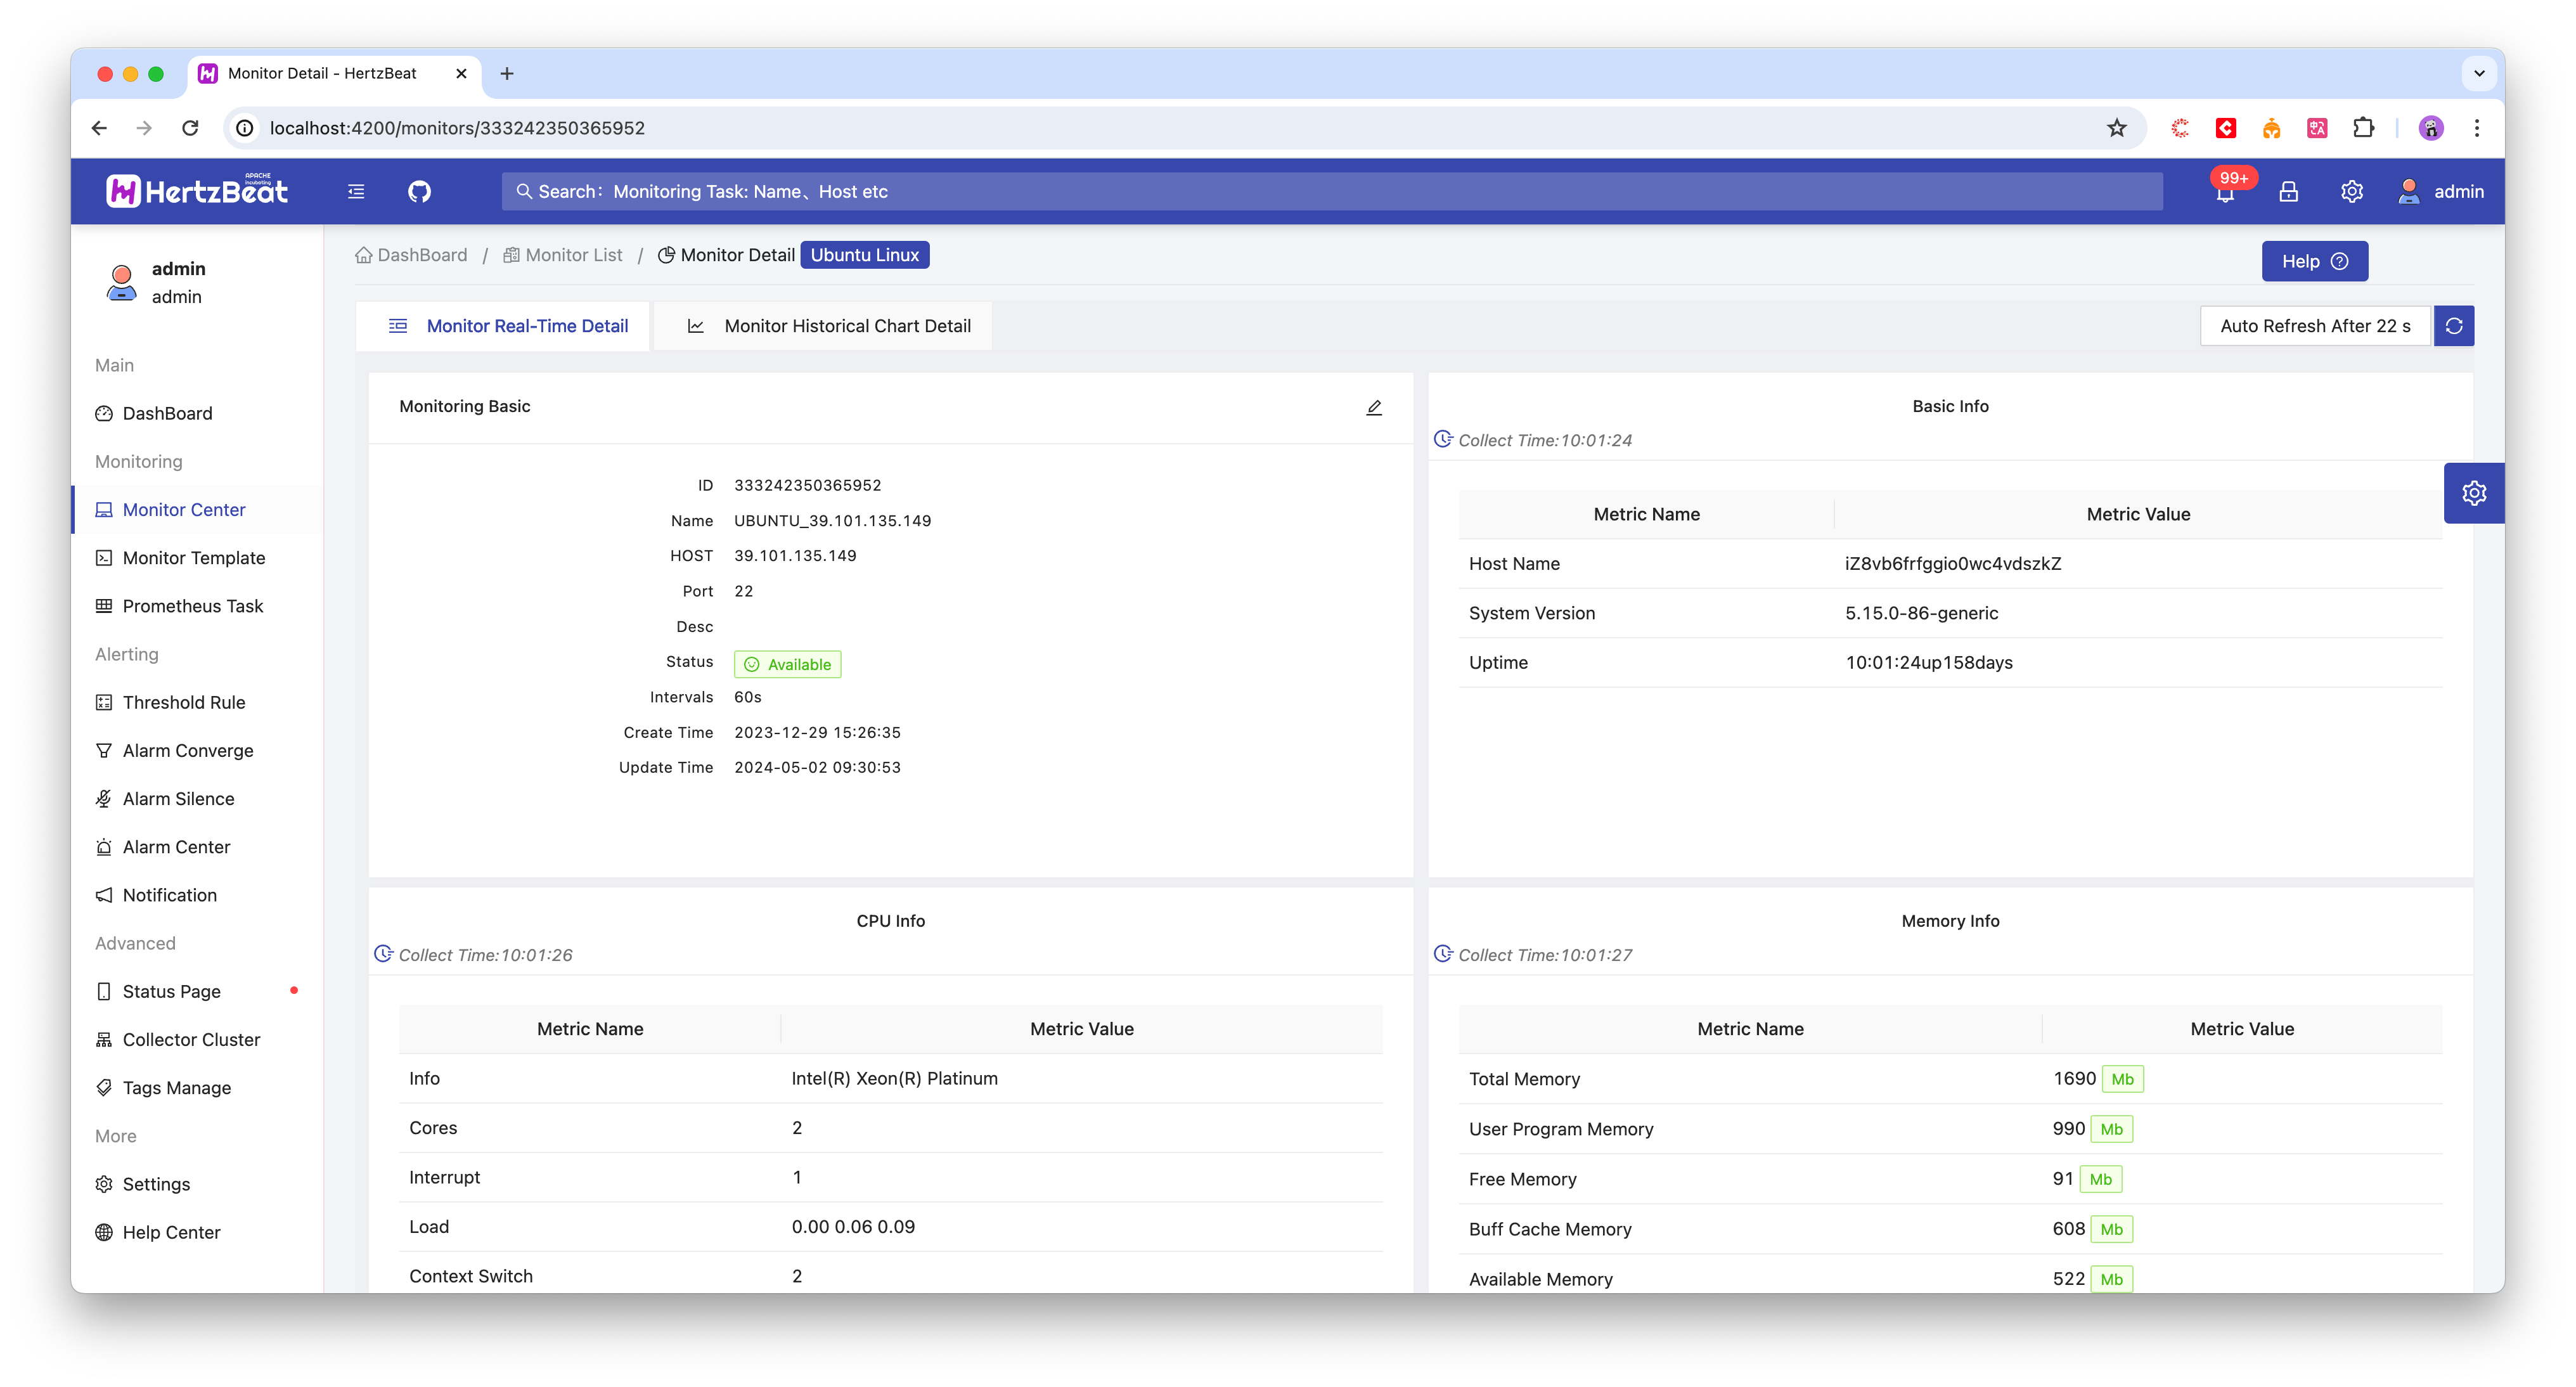 Monitor Detail - HertzBeat
localhost:4200/monitors/333242350365952
APACHE
incubating
HertzBeat
Search: Monitoring Task: Name、Host etc
99+
admin
admin
admin
Main
DashBoard
Monitoring
Monitor Center
Monitor Template
Prometheus Task
Alerting
Threshold Rule
Alarm Converge
Alarm Silence
Alarm Center
Notification
Advanced
Status Page
Collector Cluster
Tags Manage
More
Settings
Help Center
DashBoard / Monitor List / Monitor Detail Ubuntu Linux
Help
Monitor Real-Time Detail
Monitor Historical Chart Detail
Auto Refresh After 22 s
Monitoring Basic
ID 333242350365952
Name UBUNTU_39.101.135.149
HOST 39.101.135.149
Port 22
Desc
Status Available
Intervals 60s
Create Time 2023-12-29 15:26:35
Update Time 2024-05-02 09:30:53
Basic Info
Collect Time:10:01:24
Metric Name Metric Value
Host Name iZ8vb6frfggio0wc4vdszkZ
System Version 5.15.0-86-generic
Uptime 10:01:24up158days
CPU Info
Collect Time:10:01:26
Metric Name Metric Value
Info Intel(R) Xeon(R) Platinum
Cores 2
Interrupt 1
Load 0.00 0.06 0.09
Context Switch 2
Memory Info
Collect Time:10:01:27
Metric Name Metric Value
Total Memory 1690 Mb
User Program Memory 990 Mb
Free Memory 91 Mb
Buff Cache Memory 608 Mb
Available Memory 522 Mb